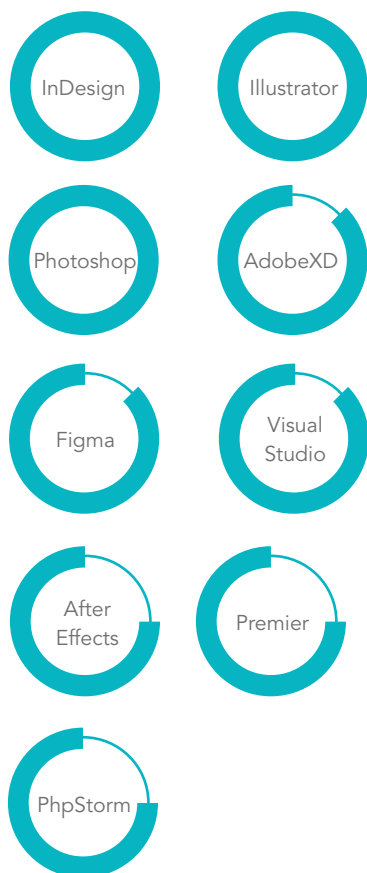 InDesign
Illustrator
Photoshop
AdobeXD
Figma
Visual
Studio
After
Effects
Premier
PhpStorm